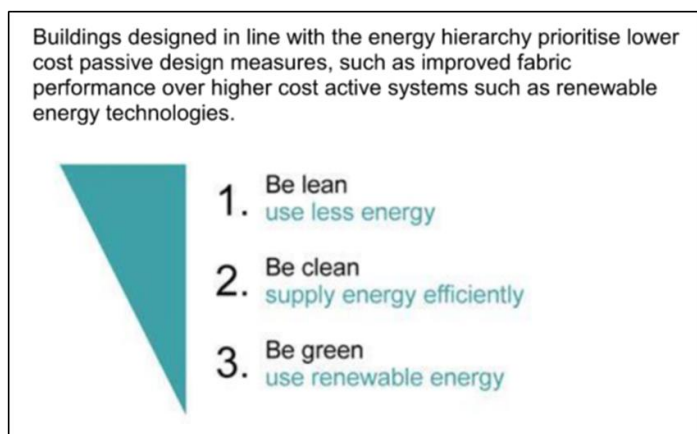 Buildings designed in line with the energy hierarchy prioritise lower
cost passive design measures, such as improved fabric
performance over higher cost active systems such as renewable
energy technologies.
1. Be lean
use less energy
2. Be clean
supply energy efficiently
3. Be green
use renewable energy